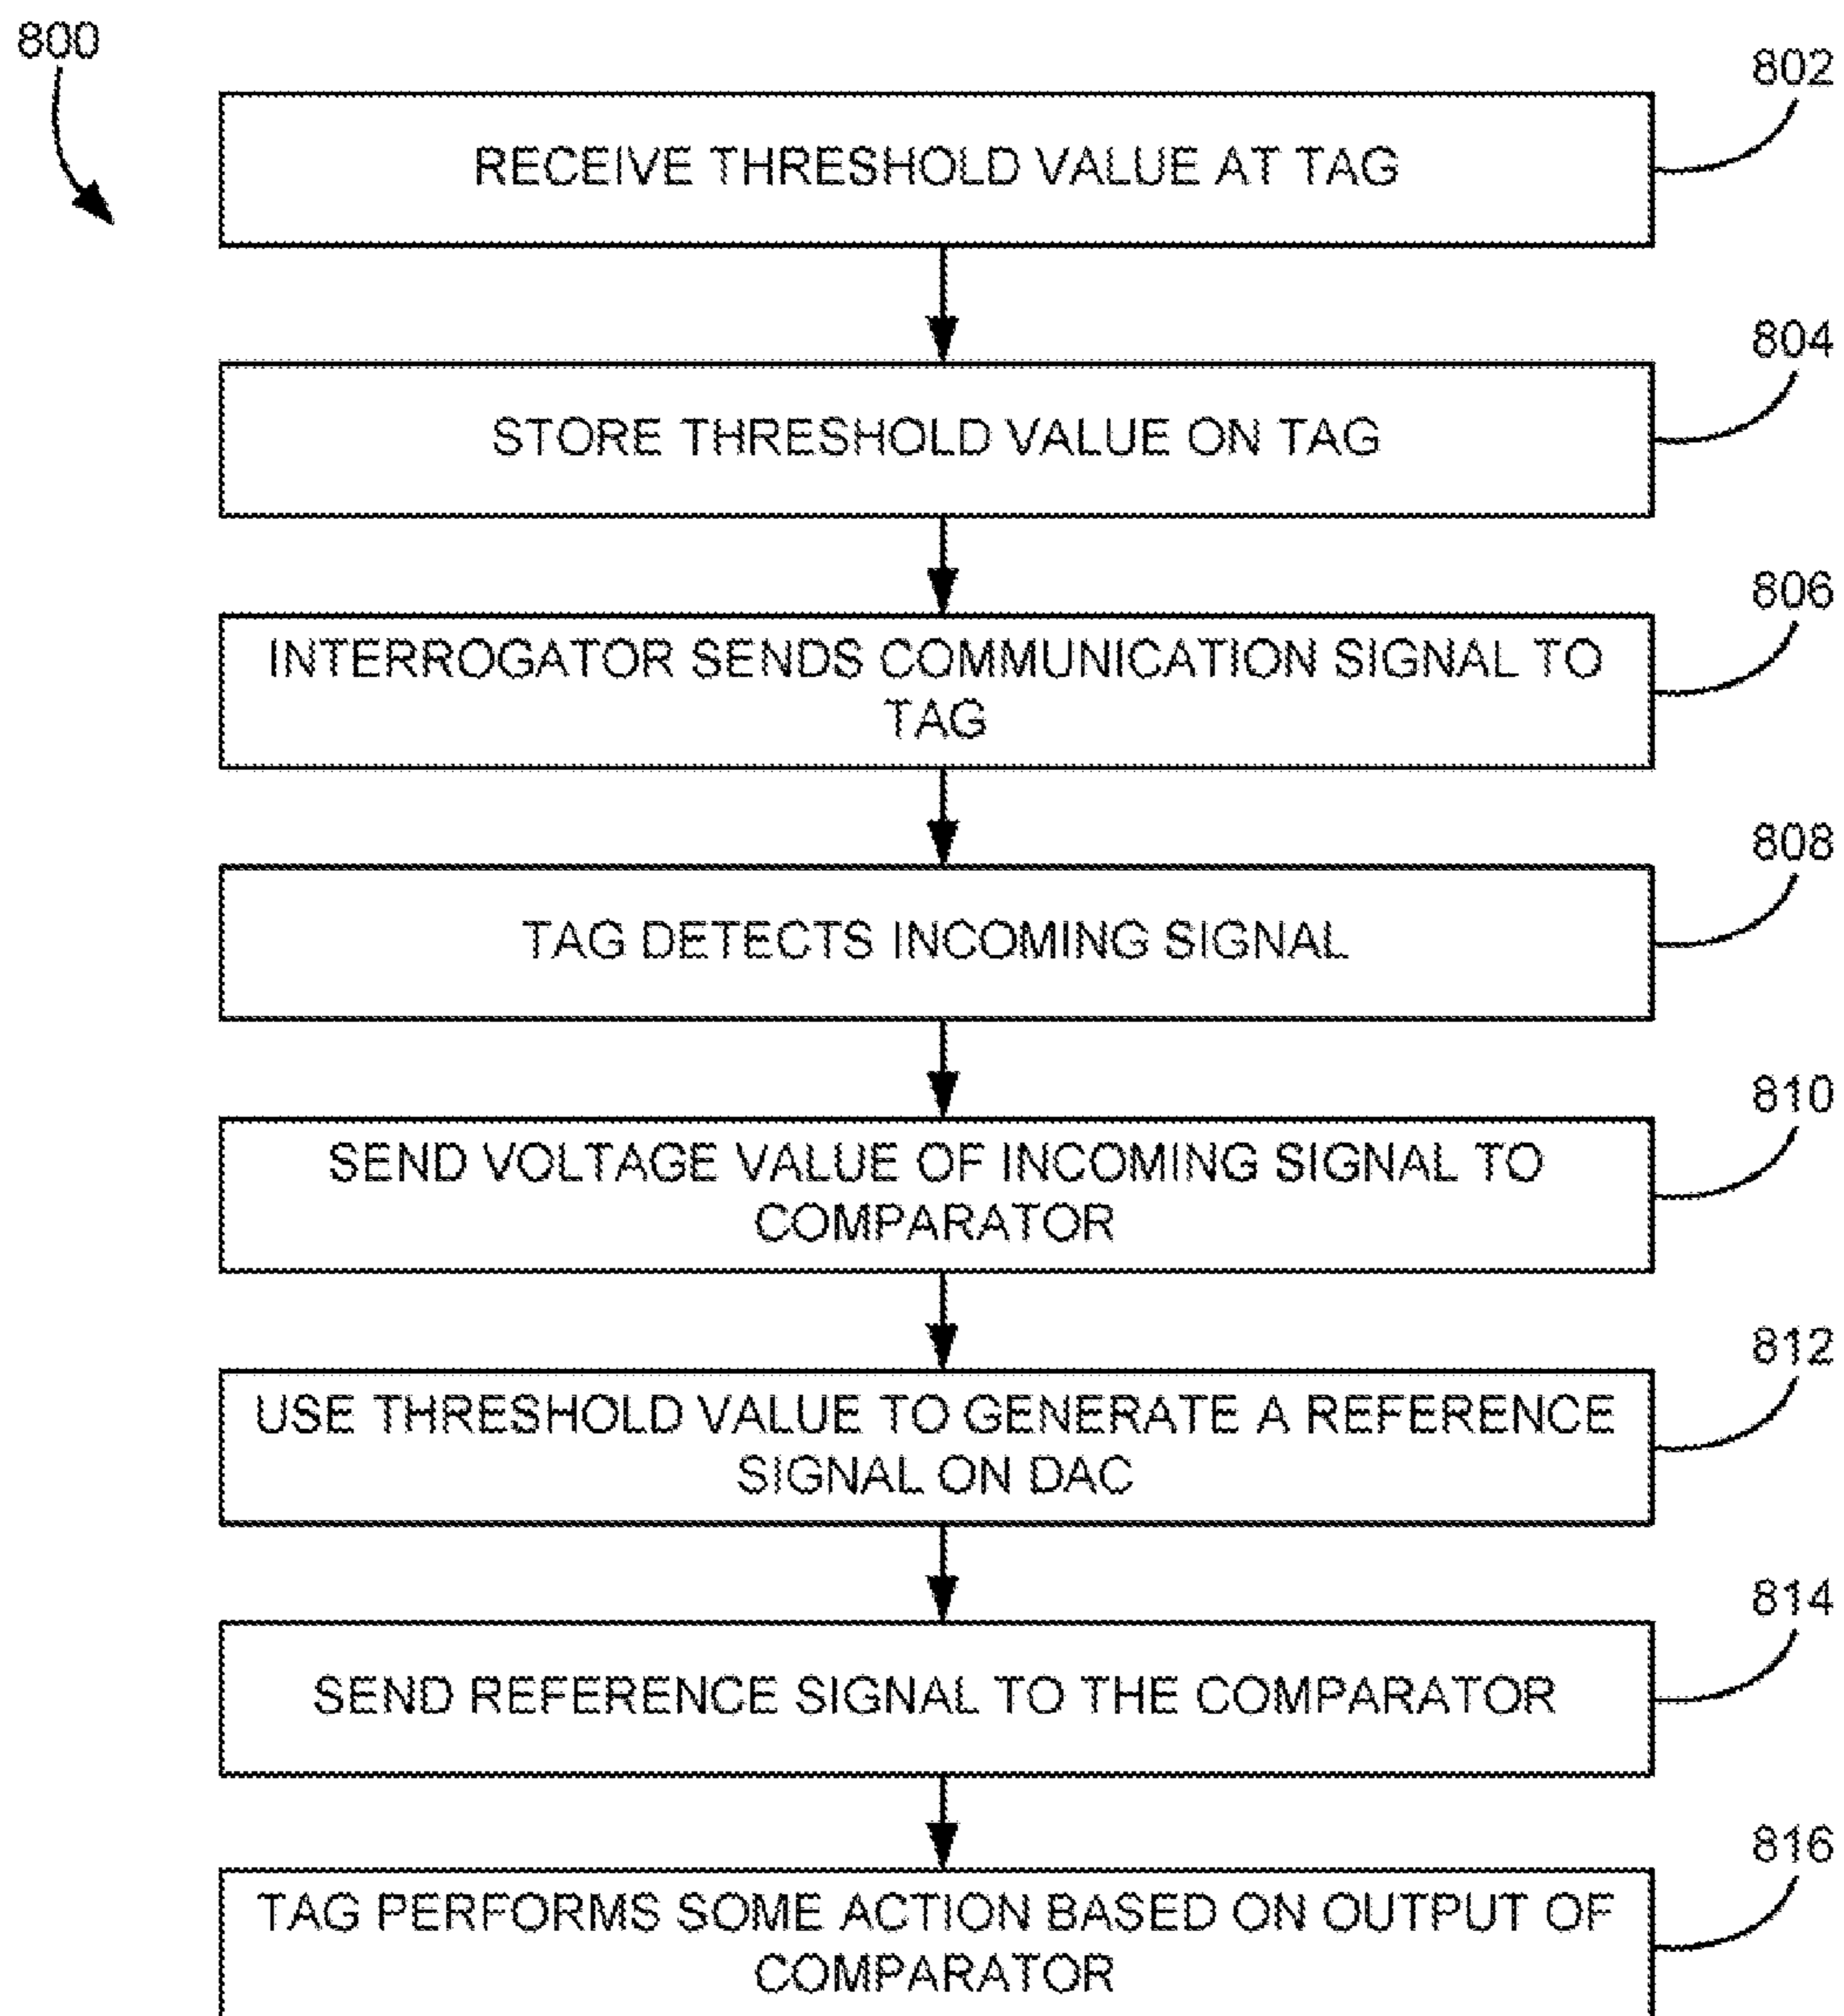 800
802
RECEIVE THRESHOLD VALUE AT TAG
804
STORE THRESHOLD VALUE ON TAG
806
INTERROGATOR SENDS COMMUNICATION SIGNAL TO
TAG
808
TAG DETECTS INCOMING SIGNAL
810
SEND VOLTAGE VALUE OF INCOMING SIGNAL TO
COMPARATOR
812
USE THRESHOLD VALUE TO GENERATE A REFERENCE
SIGNAL ON DAC
814
SEND REFERENCE SIGNAL TO THE COMPARATOR
816
TAG PERFORMS SOME ACTION BASED ON OUTPUT OF
COMPARATOR